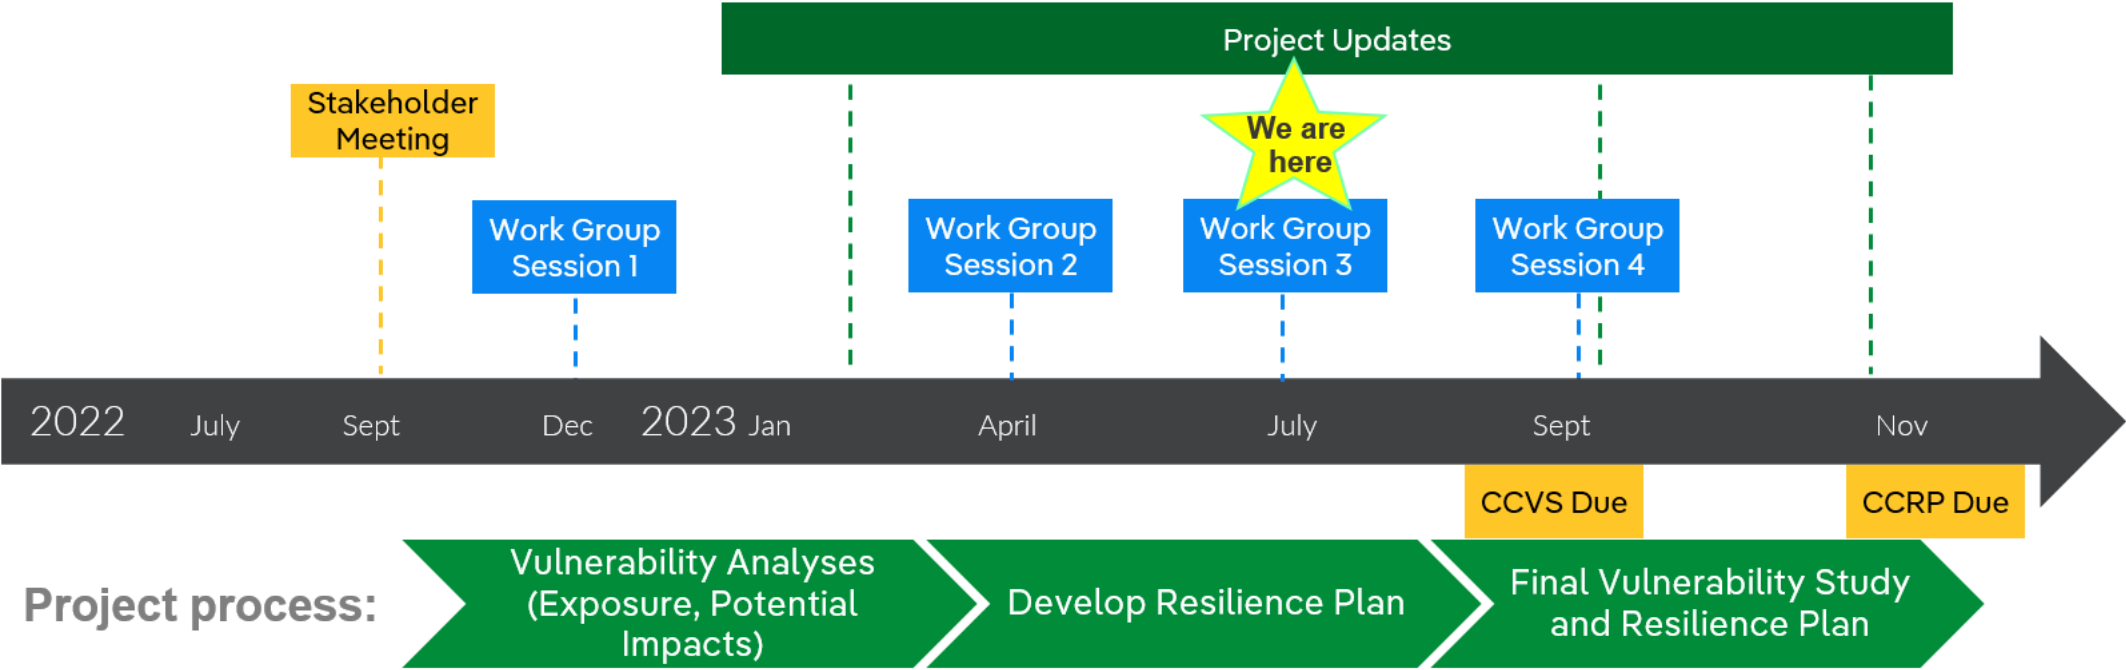 Project Updates
Stakeholder
Meeting
We are
here
Work Group
Session 1
Work Group
Session 2
Work Group
Session 3
Work Group
Session 4
2022 July Sept Dec 2023 Jan April July Sept Nov
CCVS Due
CCRP Due
Project process:
Vulnerability Analyses
(Exposure, Potential
Impacts)
Develop Resilience Plan
Final Vulnerability Study
and Resilience Plan